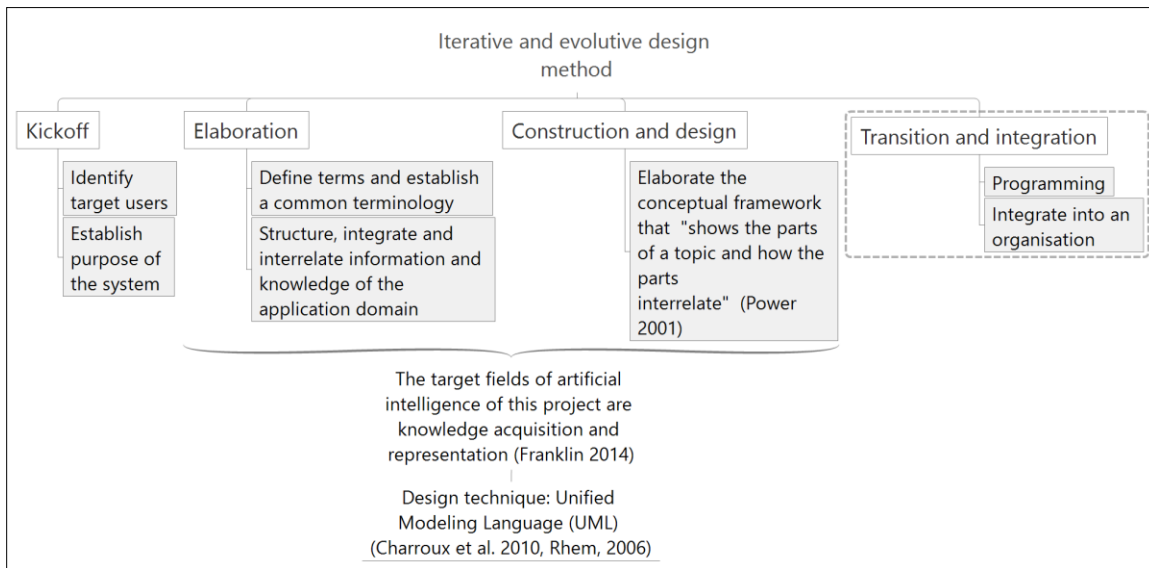 Iterative and evolutive design
method
Kickoff
Identify
target users
Establish
purpose of
the system
Elaboration
Define terms and establish
a common terminology
Structure, integrate and
interrelate information and
knowledge of the
application domain
Construction and design
Elaborate the
conceptual framework
that "shows the parts
of a topic and how the
parts
interrelate" (Power
2001)
Transition and integration
Programming
Integrate into an
organisation
The target fields of artificial
intelligence of this project are
knowledge acquisition and
representation (Franklin 2014)
Design technique: Unified
Modeling Language (UML)
(Charroux et al. 2010, Rhem, 2006)